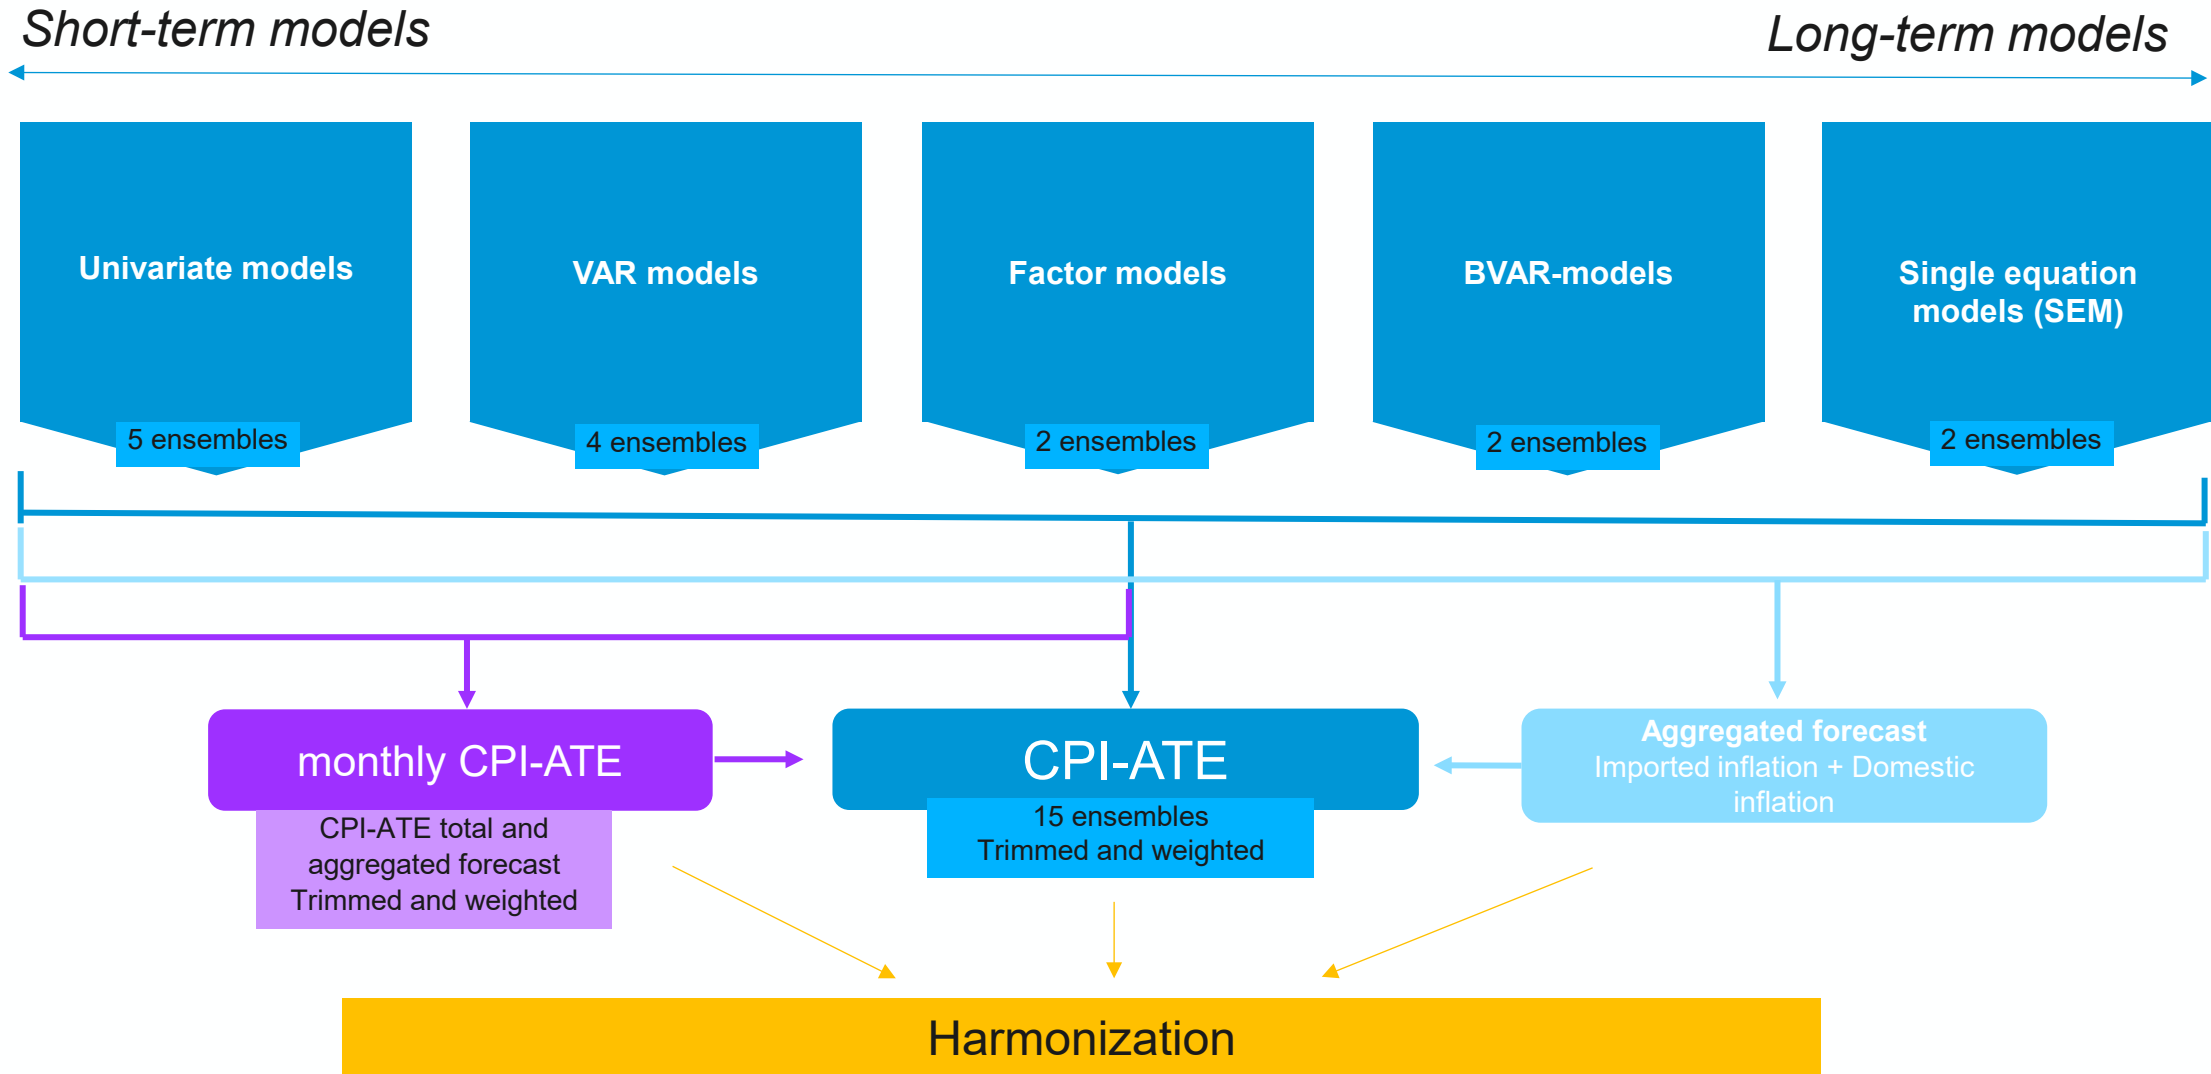 Short-term models
Long-term models
Univariate models
VAR models
Factor models
BVAR-models
Single equation
models (SEM)
5 ensembles
4 ensembles
2 ensembles
2 ensembles
2 ensembles
monthly CPI-ATE
CPI-ATE total and
aggregated forecast
Trimmed and weighted
CPI-ATE
15 ensembles
Trimmed and weighted
Aggregated forecast
Imported inflation + Domestic
inflation
Harmonization